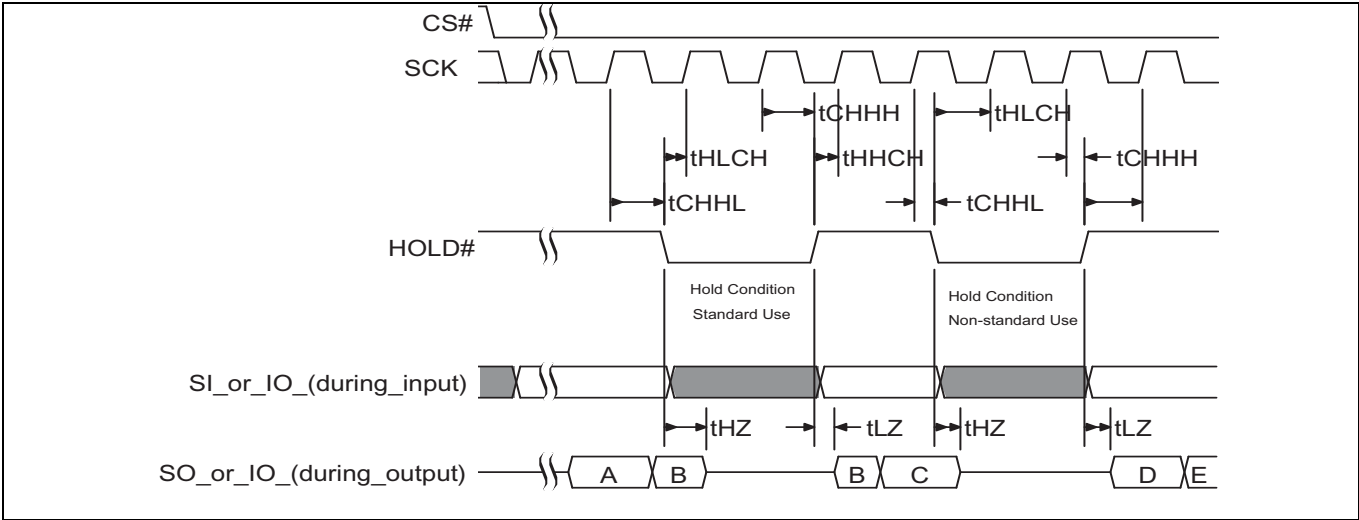 CS#
SCK
tCHHH
tHLCH
tHLCH
tHHCH
tCHHH
tCHHL
tCHHL
HOLD#
Hold Condition
Standard Use
Hold Condition
Non-standard Use
SI_or_IO_(during_input)
tHZ
tLZ
tHZ
tLZ
SO_or_IO_(during_output)
A
B
B
C
D
E